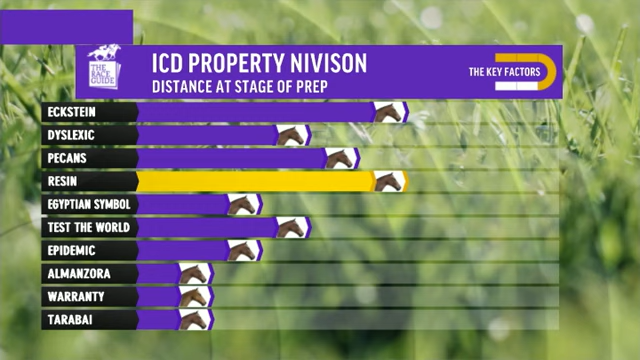 THE
RACE
GUIDE
ICD PROPERTY NIVISON
DISTANCE AT STAGE OF PREP
THE KEY FACTORS
ECKSTEIN
DYSLEXIC
PECANS
RESIN
EGYPTIAN SYMBOL
TEST THE WORLD
EPIDEMIC
ALMANZORA
WARRANTY
TARABAI